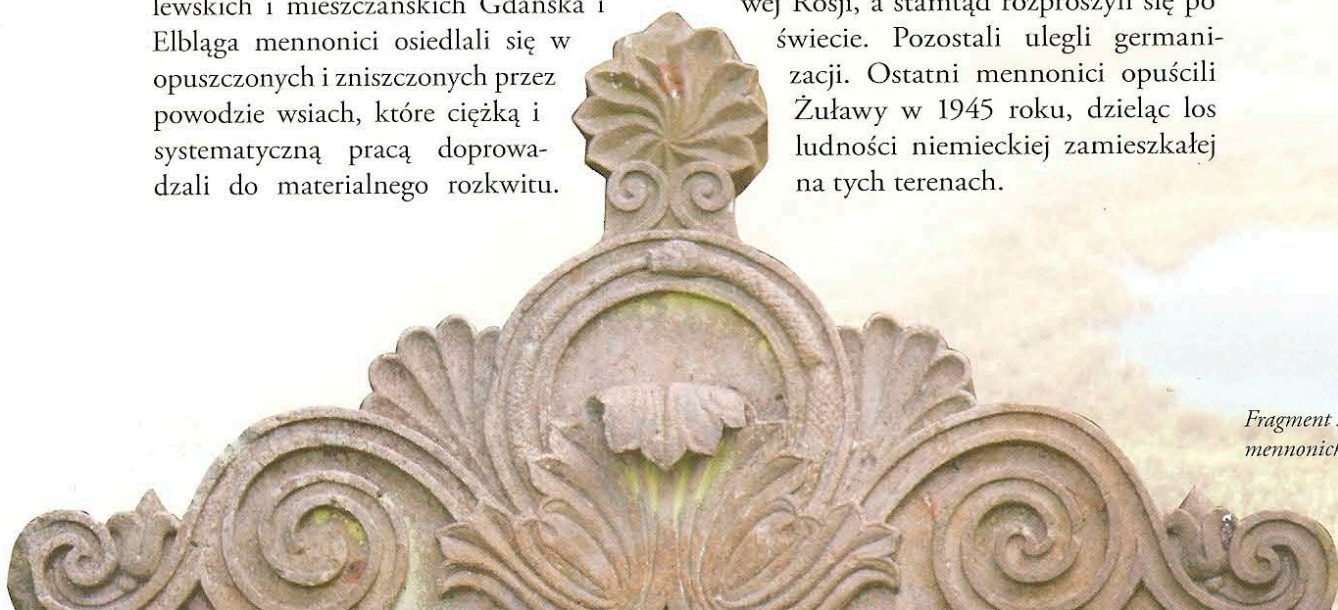 lewskich i mieszczańskich Gdańska i
Elbląga mennonici osiedlali się w
opuszczonych i zniszczonych przez
powodzie wsiach, które ciężką i
systematyczną pracą doprowa-
dzali do materialnego rozkwitu.
wej Rosji, a stamtąd rozproszyli się po
świecie. Pozostali ulegli germani-
zacji. Ostatni mennonici opuścili
Żuławy w 1945 roku, dzieląc los
ludności niemieckiej zamieszkałej
na tych terenach.
Fragment
mennonick